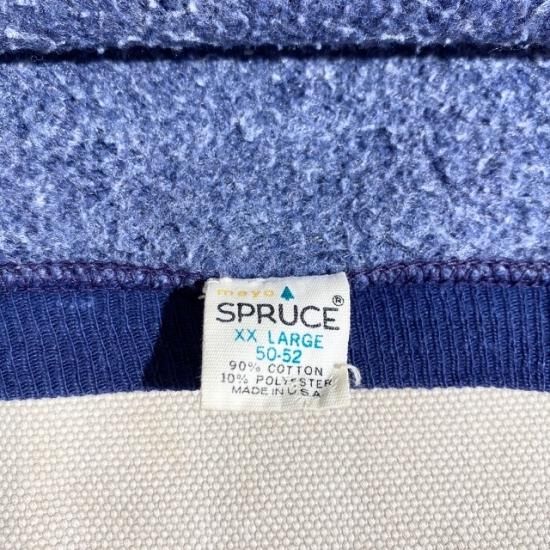 mayo
SPRUCE®
XX LARGE
50-52
90% COTTON
10% POLYESTER
MADE IN U.S.A